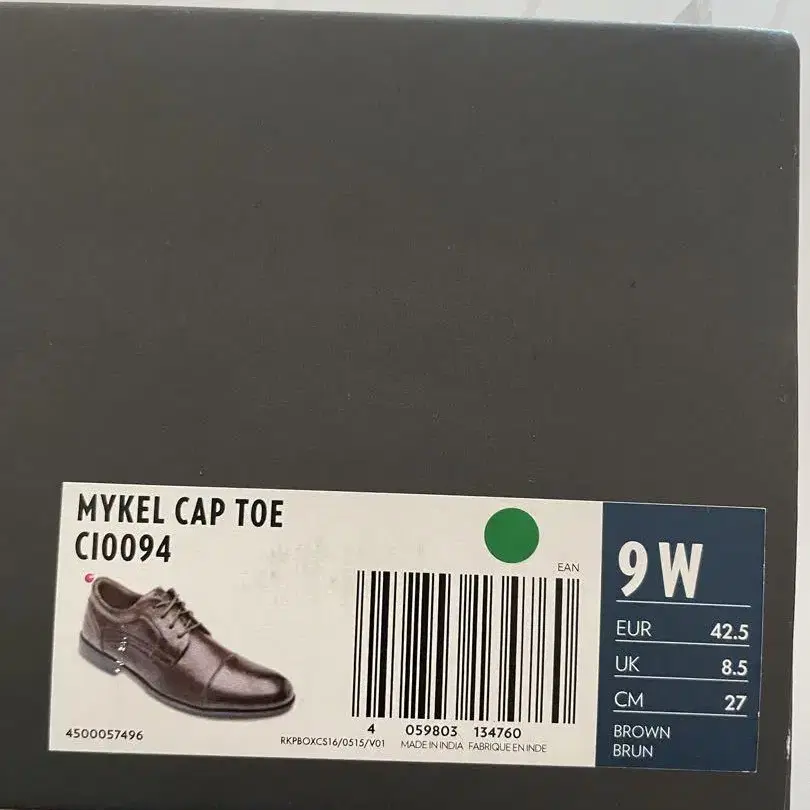 MYKEL CAP TOE
CI0094
EAN
4 059803 134760
4500057496
RKPBOXCS16/0515/V01 MADE IN INDIA FABRIQUE EN INDE
9 W
EUR 42.5
UK 8.5
CM 27
BROWN
BRUN